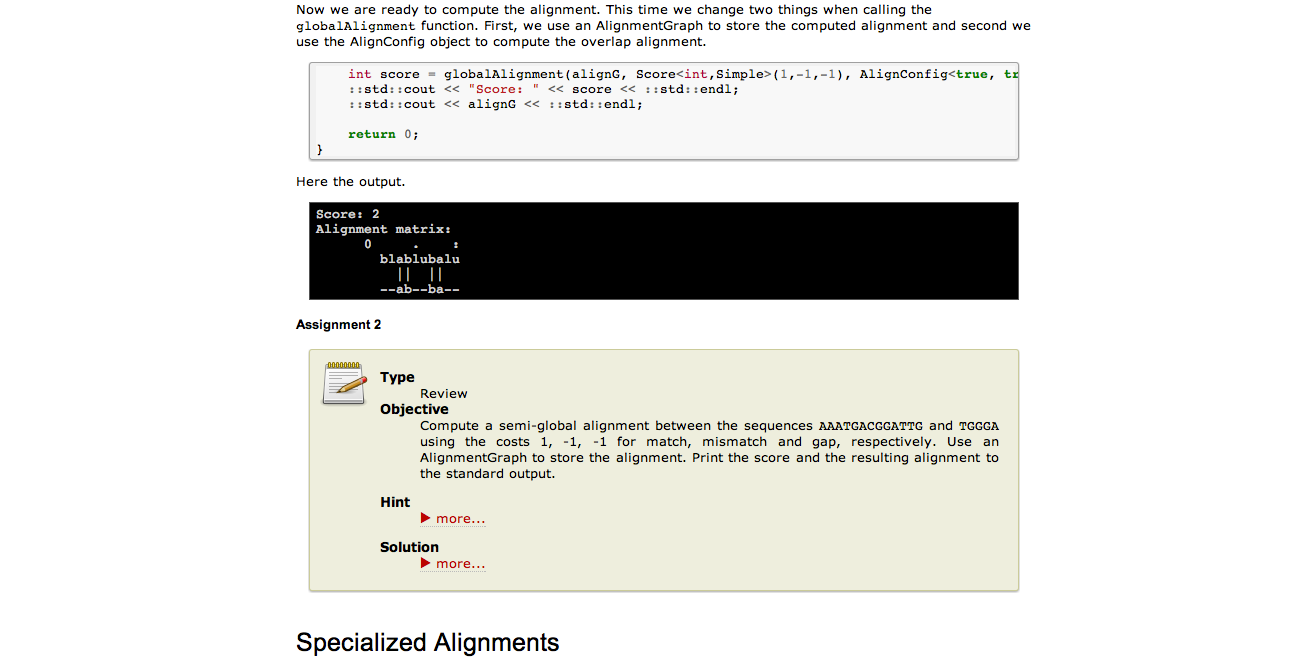 Now we are ready to compute the alignment. This time we change two things when calling the
globalAlignment function. First, we use an AlignmentGraph to store the computed alignment and second we
use the AlignConfig object to compute the overlap alignment.
int score = globalAlignment(alignG, Score<int,Simple>(1,-1,-1), AlignConfig<true, tr
::std::cout << "Score: " << score << ::std::endl;
::std::cout << alignG << ::std::endl;
return 0;
}
Here the output.
Score: 2
Alignment matrix:
0 . :
blablubalu
|| ||
--ab--ba--
Assignment 2
Type
Review
Objective
Compute a semi-global alignment between the sequences AAATGACGGATTG and TGGGA
using the costs 1, -1, -1 for match, mismatch and gap, respectively. Use an
AlignmentGraph to store the alignment. Print the score and the resulting alignment to
the standard output.
Hint
more...
Solution
more...
Specialized Alignments